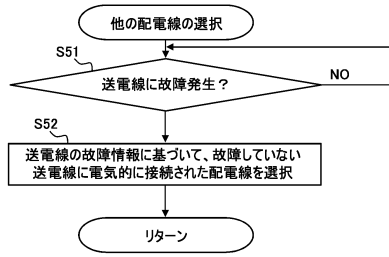 他の配電線の選択
S51
送電線に故障発生？
NO
S52
送電線の故障情報に基づいて、故障していない
送電線に電気的に接続された配電線を選択
リターン